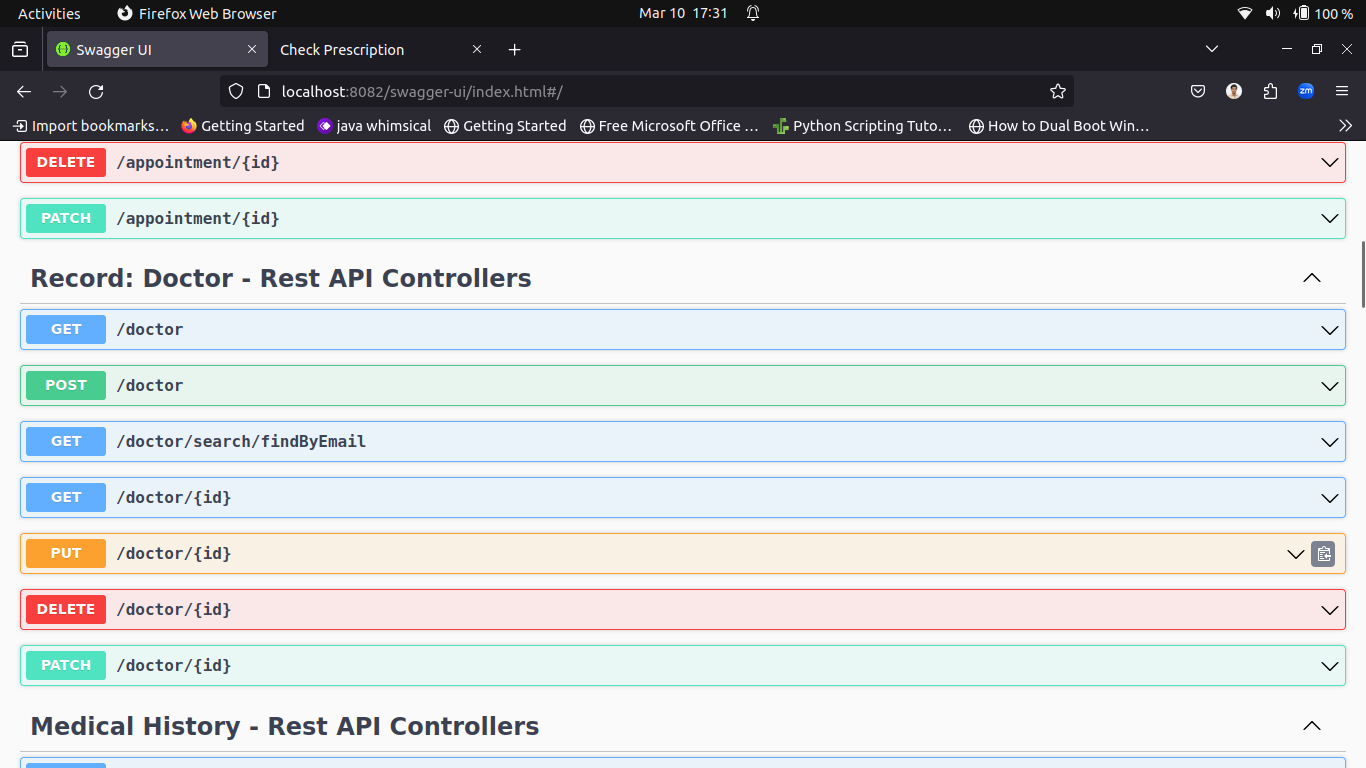 Activities Firefox Web Browser Mar 10 17:31 100 %
Swagger UI Check Prescription
localhost:8082/swagger-ui/index.html#/ zm
Import bookmarks… Getting Started java whimsical Getting Started Free Microsoft Office … Python Scripting Tuto… How to Dual Boot Win…
DELETE /appointment/{id}
PATCH /appointment/{id}
Record: Doctor - Rest API Controllers
GET /doctor
POST /doctor
GET /doctor/search/findByEmail
GET /doctor/{id}
PUT /doctor/{id}
DELETE /doctor/{id}
PATCH /doctor/{id}
Medical History - Rest API Controllers